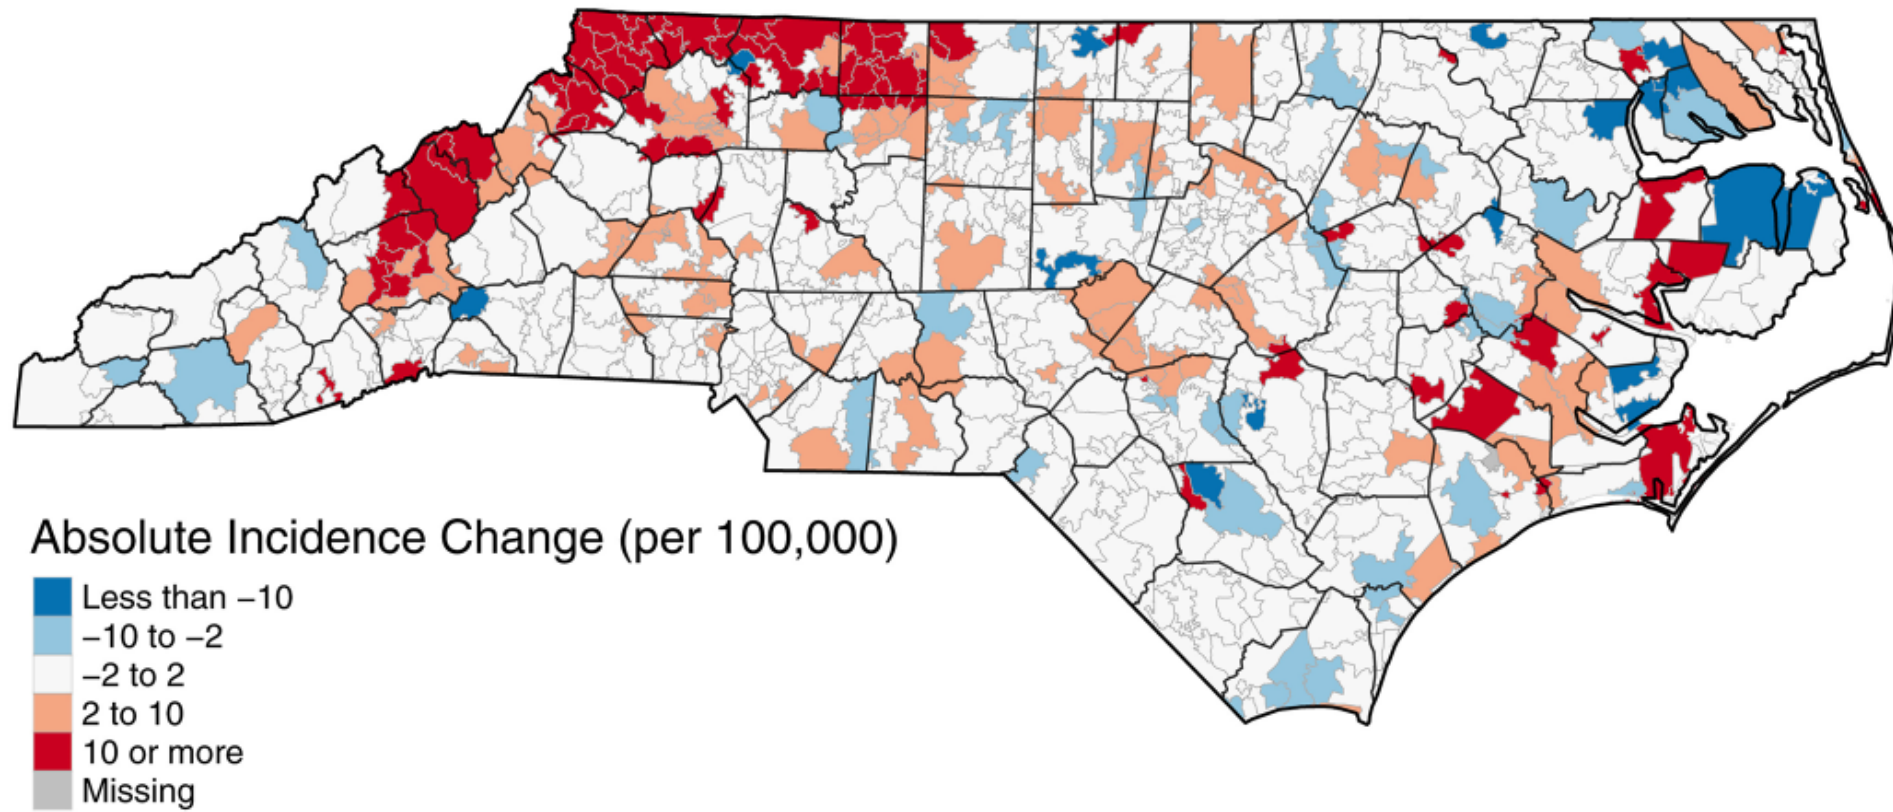 Absolute Incidence Change (per 100,000)
Less than −10
−10 to −2
−2 to 2
2 to 10
10 or more
Missing